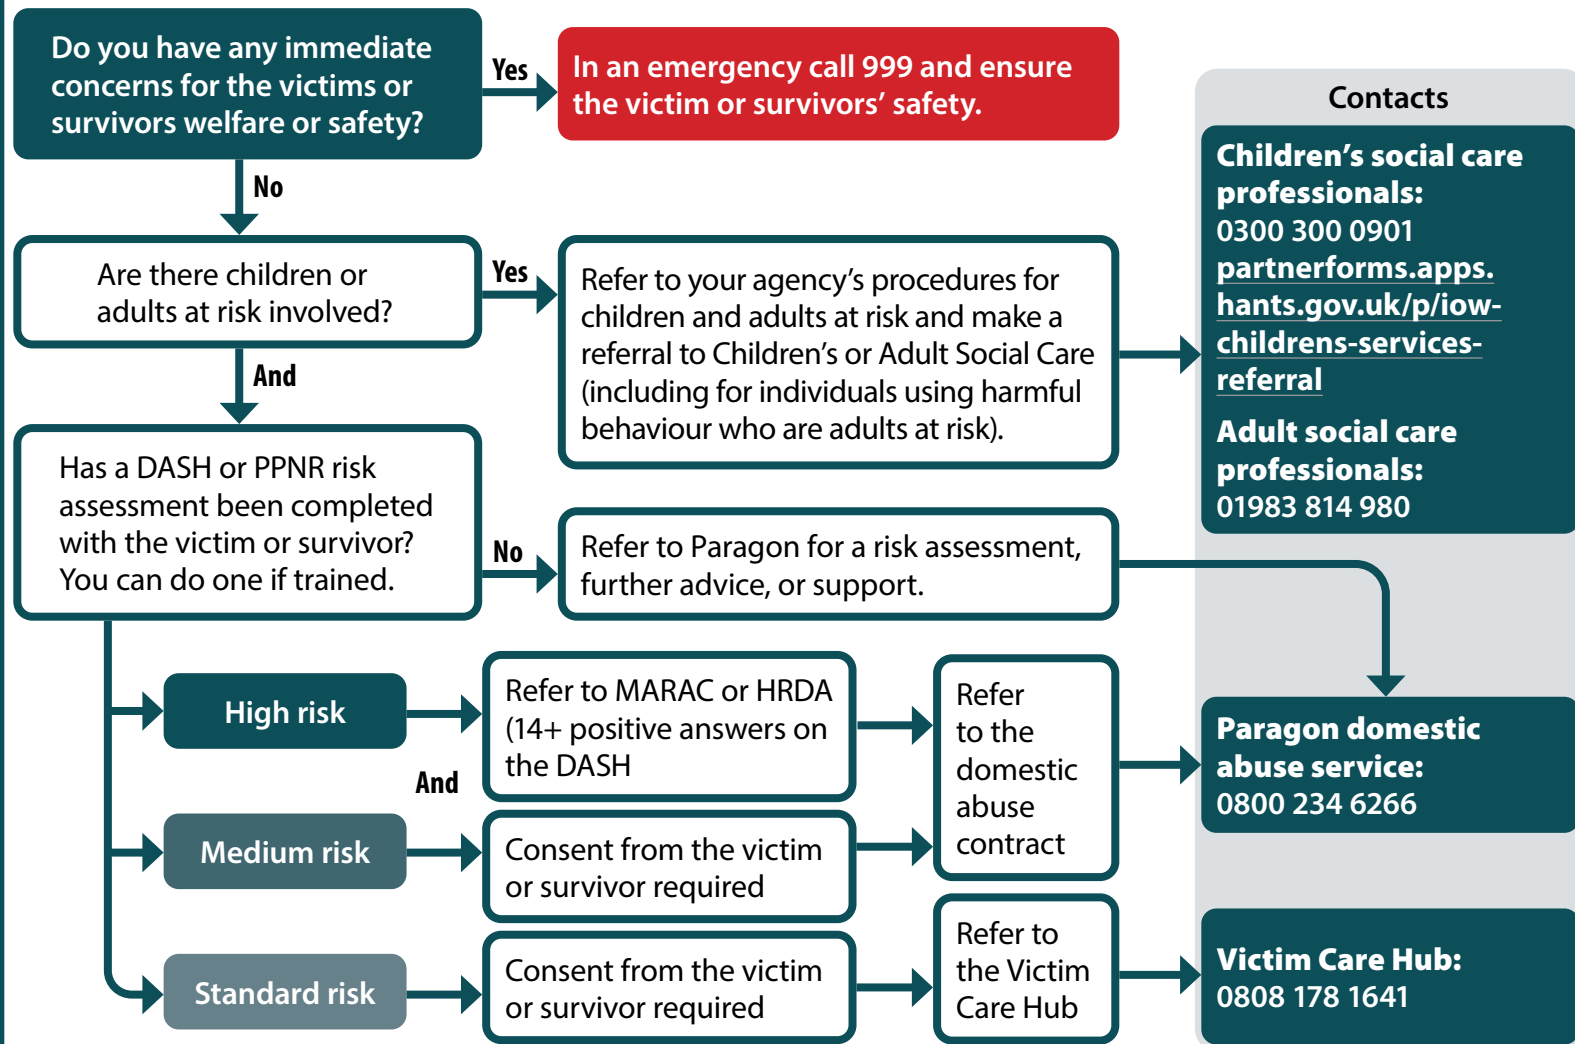 Do you have any immediate
concerns for the victims or
survivors welfare or safety?
Yes
In an emergency call 999 and ensure
the victim or survivors’ safety.
No
Are there children or
adults at risk involved?
Yes
Refer to your agency’s procedures for
children and adults at risk and make a
referral to Children’s or Adult Social Care
(including for individuals using harmful
behaviour who are adults at risk).
And
Has a DASH or PPNR risk
assessment been completed
with the victim or survivor?
You can do one if trained.
No
Refer to Paragon for a risk assessment,
further advice, or support.
High risk
Refer to MARAC or HRDA
(14+ positive answers on
the DASH
And
Medium risk
Consent from the victim
or survivor required
Refer
to the
domestic
abuse
contract
Standard risk
Consent from the victim
or survivor required
Refer to
the Victim
Care Hub
Contacts
Children’s social care
professionals:
0300 300 0901
partnerforms.apps.
hants.gov.uk/p/iow-
childrens-services-
referral
Adult social care
professionals:
01983 814 980
Paragon domestic
abuse service:
0800 234 6266
Victim Care Hub:
0808 178 1641